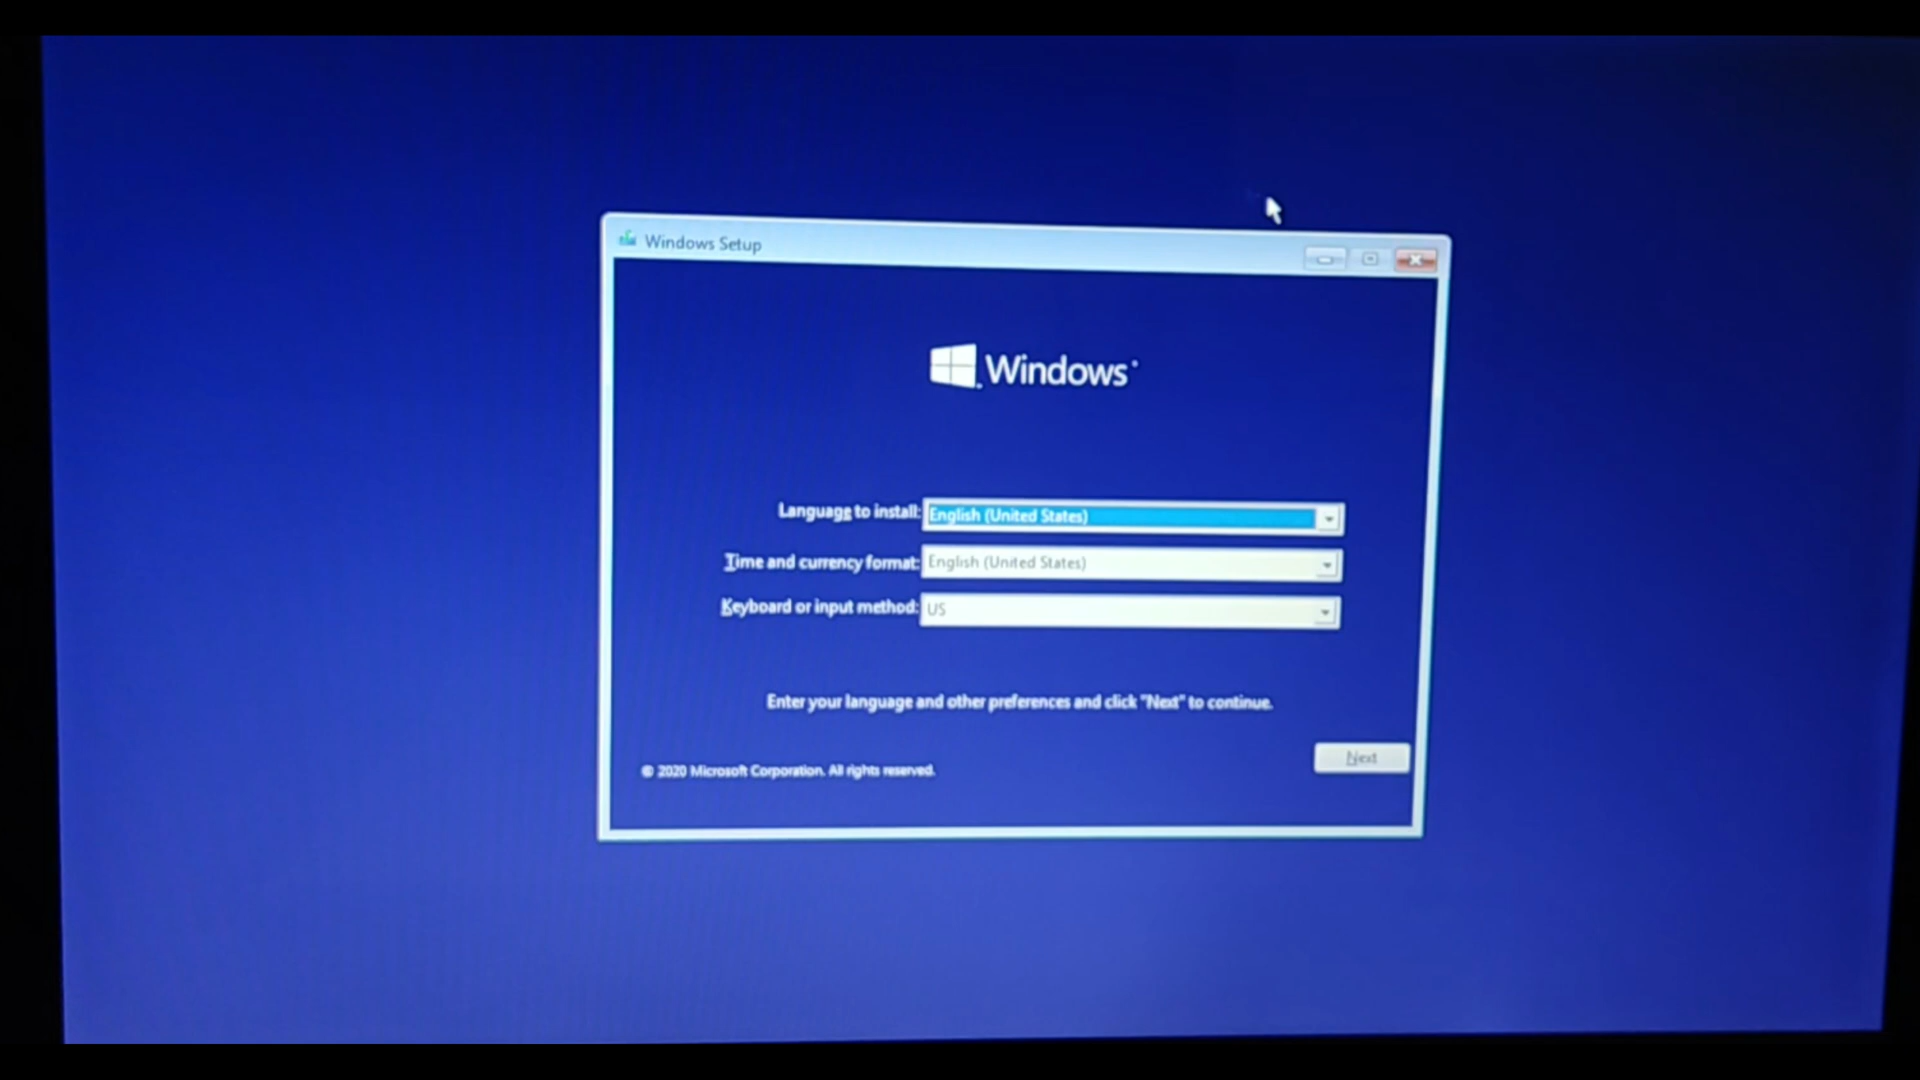 Windows Setup
Windows
Language to install: English (United States)
Time and currency format: English (United States)
Keyboard or input method: US
Enter your language and other preferences and click "Next" to continue.
Next
© 2020 Microsoft Corporation. All rights reserved.